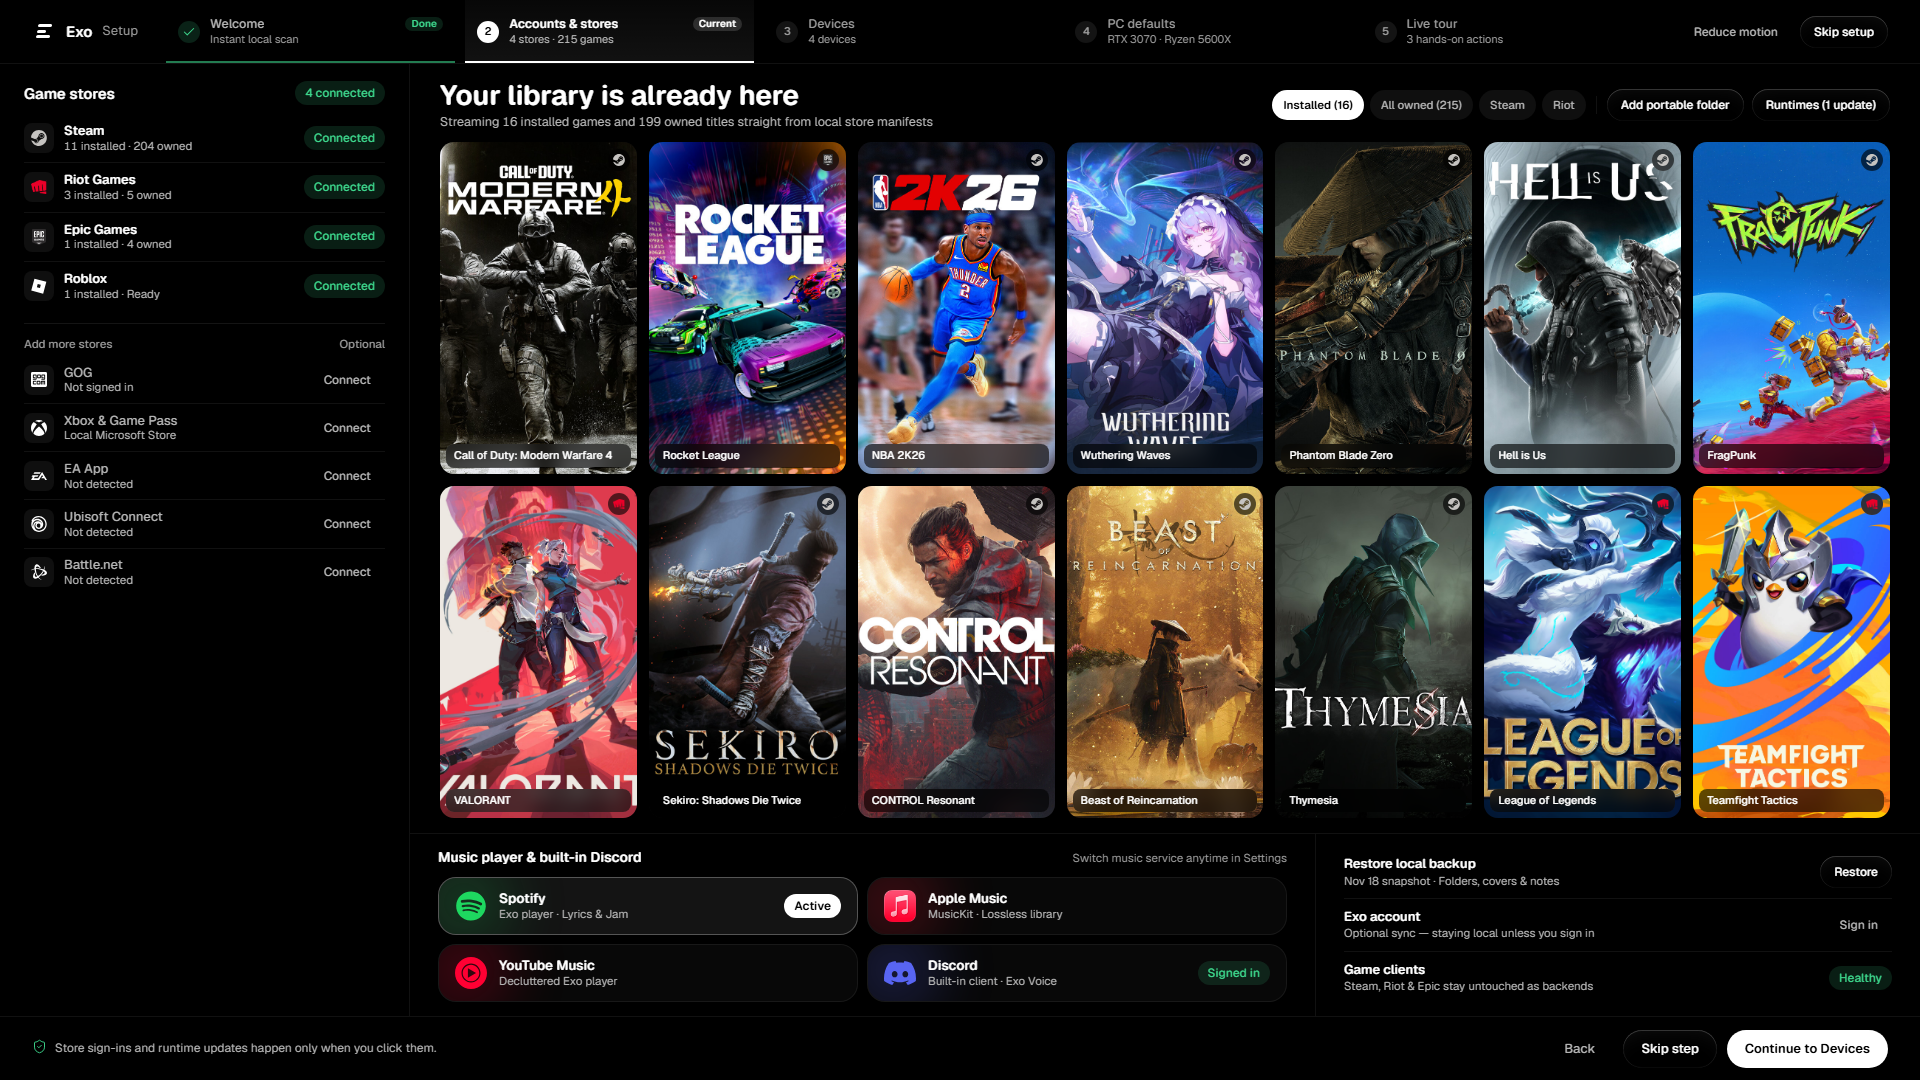 Exo Setup
Welcome
Instant local scan
Done
2
Accounts & stores
4 stores · 215 games
Current
3
Devices
4 devices
4
PC defaults
RTX 3070 · Ryzen 5600X
5
Live tour
3 hands-on actions
Reduce motion
Skip setup
Game stores
4 connected
Steam
11 installed · 204 owned
Connected
Riot Games
3 installed · 5 owned
Connected
Epic Games
1 installed · 4 owned
Connected
Roblox
1 installed · Ready
Connected
Add more stores
Optional
GOG
Not signed in
Connect
Xbox & Game Pass
Local Microsoft Store
Connect
EA App
Not detected
Connect
Ubisoft Connect
Not detected
Connect
Battle.net
Not detected
Connect
Your library is already here
Streaming 16 installed games and 199 owned titles straight from local store manifests
Installed (16)
All owned (215)
Steam
Riot
Add portable folder
Runtimes (1 update)
CALL OF DUTY.
MODERN
WARFARE 4
Call of Duty: Modern Warfare 4
ROCKET
LEAGUE
Rocket League
NBA 2K26
THUNDER
2
NBA 2K26
WUTHERING
WAVES
Wuthering Waves
PHANTOM BLADE 0
Phantom Blade Zero
HELL IS US
Hell is Us
FRAGPUNK
FragPunk
VALORANT
VALORANT
SEKIRO
SHADOWS DIE TWICE
Sekiro: Shadows Die Twice
CONTROL
RESONANT
CONTROL Resonant
BEAST
OF
REINCARNATION
Beast of Reincarnation
THYMESIA
Thymesia
LEAGUE OF
LEGENDS
League of Legends
TEAMFIGHT
TACTICS
Teamfight Tactics
Music player & built-in Discord
Switch music service anytime in Settings
Spotify
Exo player · Lyrics & Jam
Active
Apple Music
MusicKit · Lossless library
YouTube Music
Decluttered Exo player
Discord
Built-in client · Exo Voice
Signed in
Restore local backup
Nov 18 snapshot · Folders, covers & notes
Restore
Exo account
Optional sync — staying local unless you sign in
Sign in
Game clients
Steam, Riot & Epic stay untouched as backends
Healthy
Store sign-ins and runtime updates happen only when you click them.
Back
Skip step
Continue to Devices